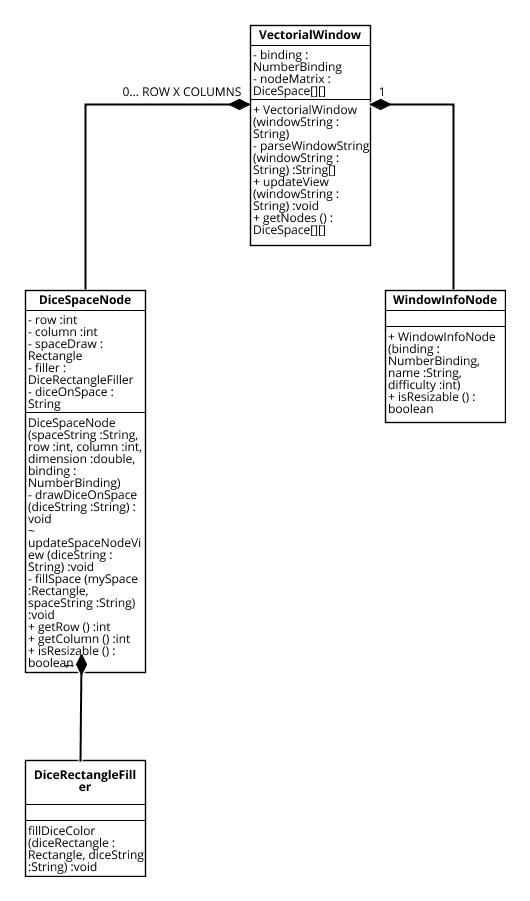 VectorialWindow
- binding :
NumberBinding
- nodeMatrix :
DiceSpace[][]
+ VectorialWindow
(windowString :
String)
- parseWindowString
(windowString :
String) :String[]
+ updateView
(windowString :
String) :void
+ getNodes () :
DiceSpace[][]
0... ROW X COLUMNS
1
DiceSpaceNode
- row :int
- column :int
- spaceDraw :
Rectangle
- filler :
DiceRectangleFiller
- diceOnSpace :
String
DiceSpaceNode
(spaceString :String,
row :int, column :int,
dimension :double,
binding :
NumberBinding)
- drawDiceOnSpace
(diceString :String) :
void
~
updateSpaceNodeVi
ew (diceString :
String) :void
- fillSpace (mySpace
:Rectangle,
spaceString :String)
:void
+ getRow () :int
+ getColumn () :int
+ isResizable () :
boolean
WindowInfoNode
+ WindowInfoNode
(binding :
NumberBinding,
name :String,
difficulty :int)
+ isResizable () :
boolean
DiceRectangleFill
er
fillDiceColor
(diceRectangle :
Rectangle, diceString
:String) :void